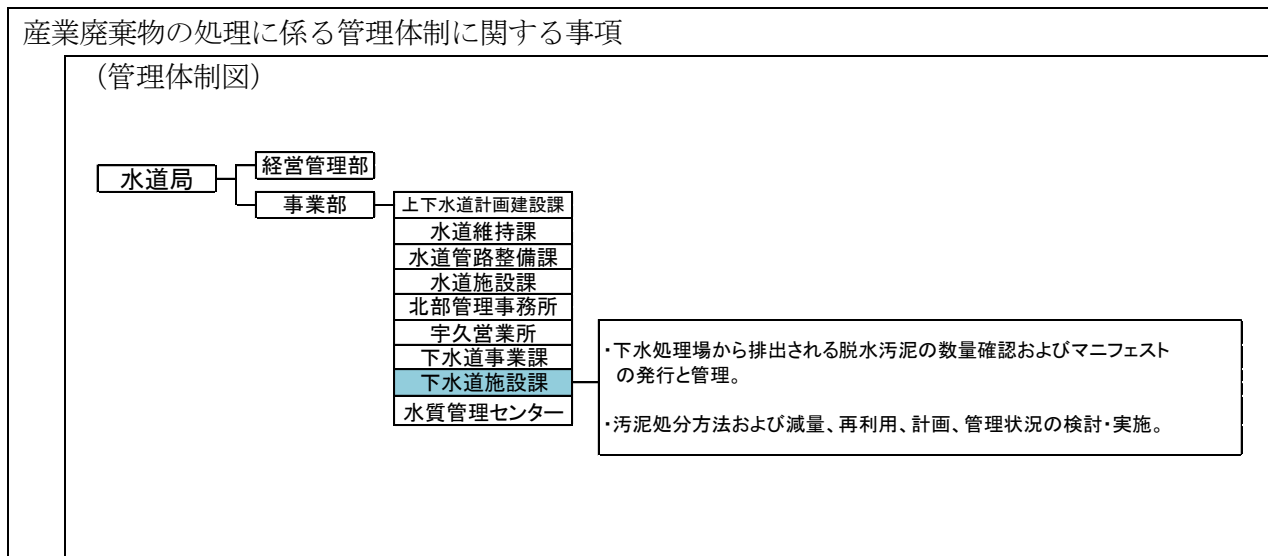 産業廃棄物の処理に係る管理体制に関する事項
（管理体制図）
水道局
経営管理部
事業部
上下水道計画建設課
水道維持課
水道管路整備課
水道施設課
北部管理事務所
宇久営業所
下水道事業課
下水道施設課
水質管理センター
・下水処理場から排出される脱水汚泥の数量確認およびマニフェスト
の発行と管理。
・汚泥処分方法および減量、再利用、計画、管理状況の検討・実施。